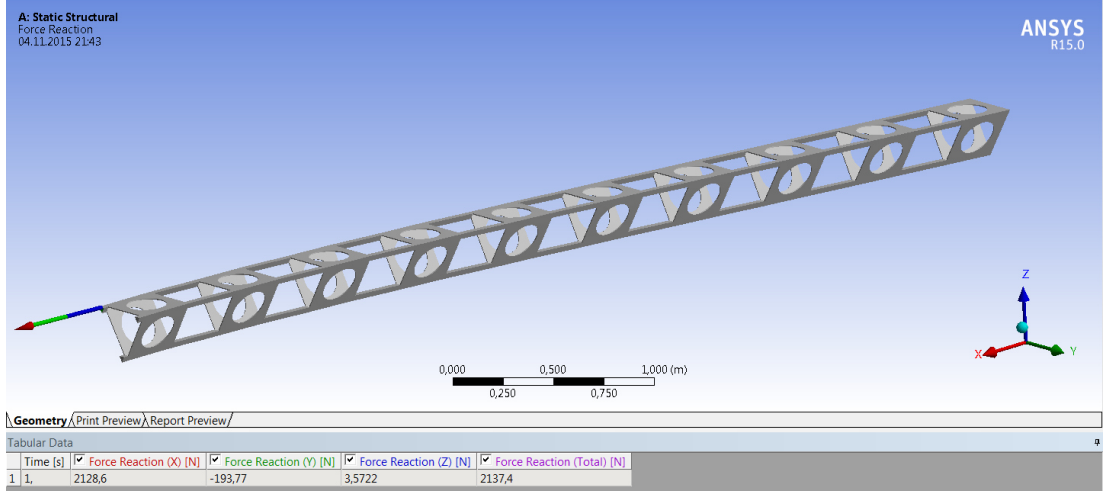 A: Static Structural
Force Reaction
04.11.2015 21:43
ANSYS
R15.0
Z
X
Y
0,000 0,500 1,000 (m)
0,250 0,750
Geometry Print Preview Report Preview
Tabular Data
Time [s] Force Reaction (X) [N] Force Reaction (Y) [N] Force Reaction (Z) [N] Force Reaction (Total) [N]
1 1, 2128,6 -193,77 3,5722 2137,4